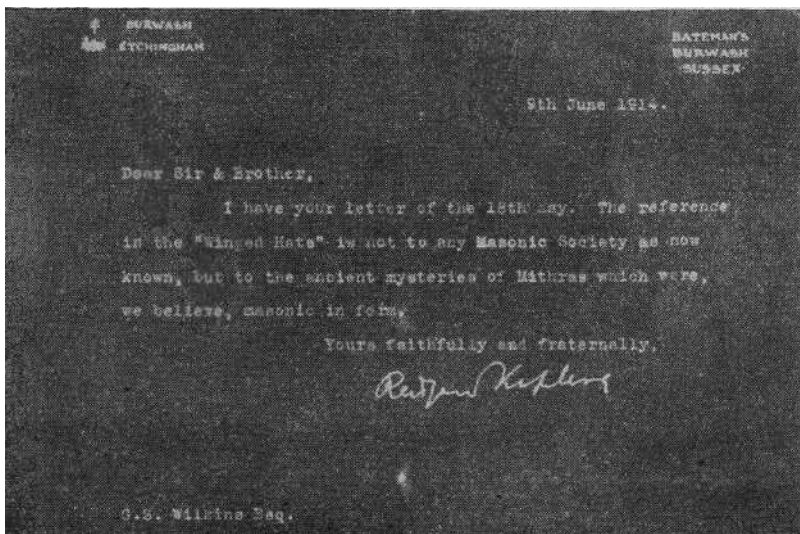 BURWASH
ETCHINGHAM
BATEMAN'S
BURWASH
SUSSEX
9th June 1914.
Dear Sir & Brother,
I have your letter of the 18th May. The reference
in the "Winged Hats" is not to any Masonic Society as now
known, but to the ancient mysteries of Mithras which were,
we believe, masonic in form.
Yours faithfully and fraternally,
Rudyard Kipling
G.S. Wilkins Esq.